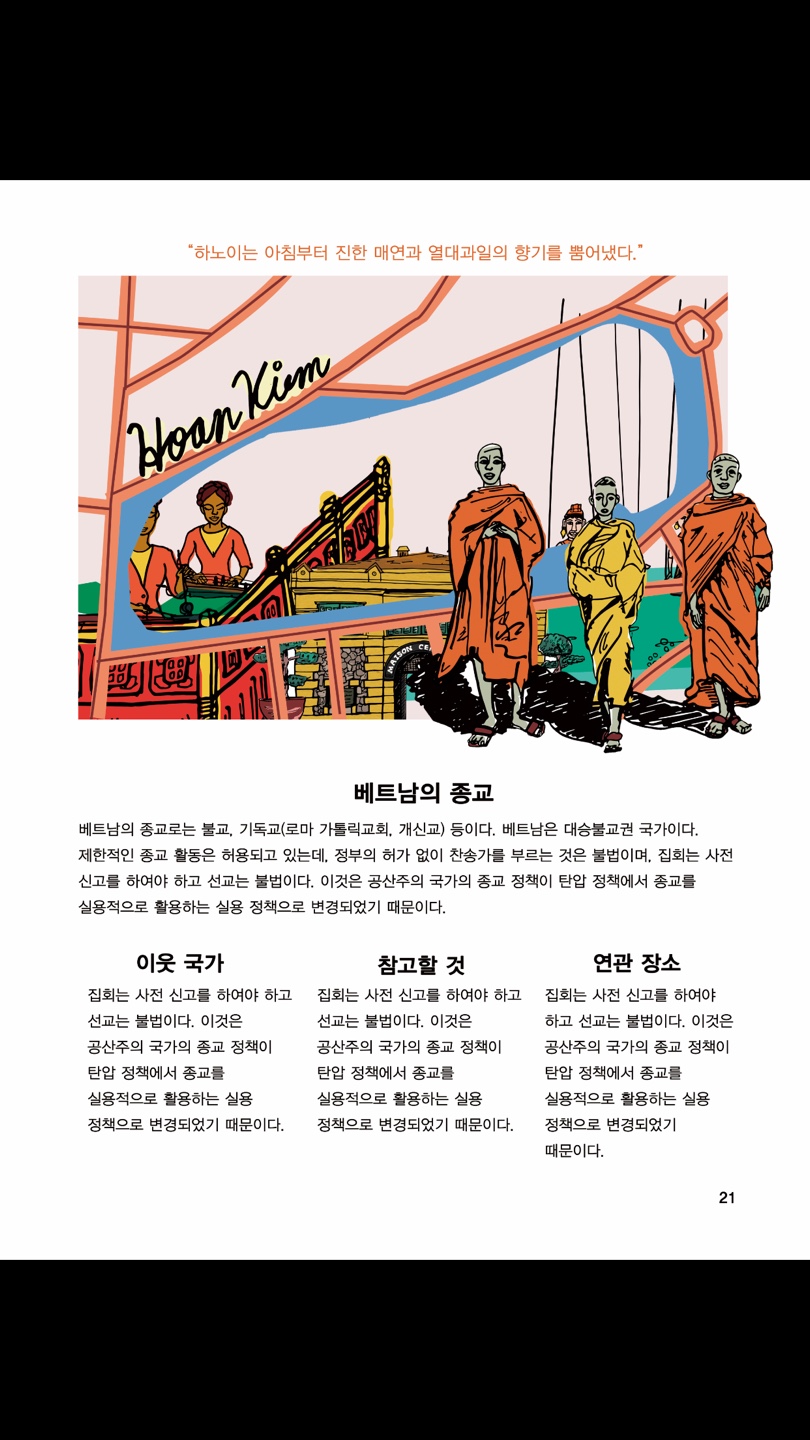 “하노이는 아침부터 진한 매연과 열대과일의 향기를 뿜어냈다.”
Hoan Kiem
MAISON CE
베트남의 종교
베트남의 종교로는 불교, 기독교(로마 가톨릭교회, 개신교) 등이다. 베트남은 대승불교권 국가이다.
제한적인 종교 활동은 허용되고 있는데, 정부의 허가 없이 찬송가를 부르는 것은 불법이며, 집회는 사전
신고를 하여야 하고 선교는 불법이다. 이것은 공산주의 국가의 종교 정책이 탄압 정책에서 종교를
실용적으로 활용하는 실용 정책으로 변경되었기 때문이다.
이웃 국가
집회는 사전 신고를 하여야 하고
선교는 불법이다. 이것은
공산주의 국가의 종교 정책이
탄압 정책에서 종교를
실용적으로 활용하는 실용
정책으로 변경되었기 때문이다.
참고할 것
집회는 사전 신고를 하여야 하고
선교는 불법이다. 이것은
공산주의 국가의 종교 정책이
탄압 정책에서 종교를
실용적으로 활용하는 실용
정책으로 변경되었기 때문이다.
연관 장소
집회는 사전 신고를 하여야
하고 선교는 불법이다. 이것은
공산주의 국가의 종교 정책이
탄압 정책에서 종교를
실용적으로 활용하는 실용
정책으로 변경되었기
때문이다.
21